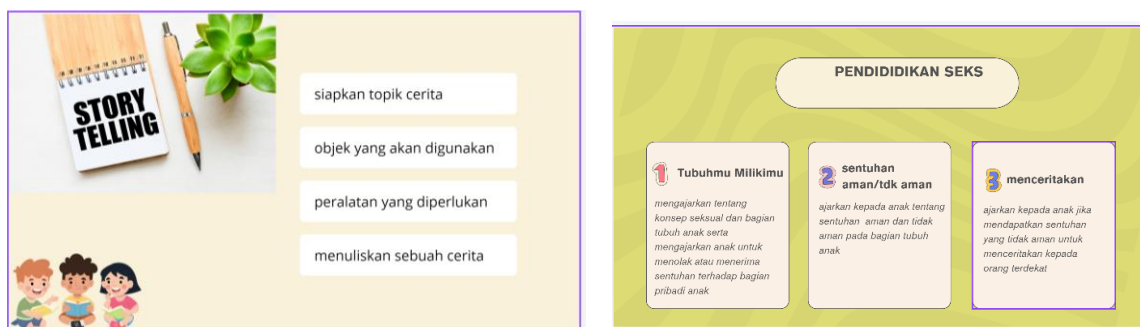 STORY
TELLING
siapkan topik cerita
objek yang akan digunakan
peralatan yang diperlukan
menuliskan sebuah cerita
PENDIDIDIKAN SEKS
1 Tubuhmu Milikimu
mengajarkan tentang
konsep seksual dan bagian
tubuh anak serta
mengajarkan anak untuk
menolak atau menerima
sentuhan terhadap bagian
pribadi anak
2 sentuhan
aman/tdk aman
ajarkan kepada anak tentang
sentuhan aman dan tidak
aman pada bagian tubuh
anak
3 menceritakan
ajarkan kepada anak jika
mendapatkan sentuhan
yang tidak aman untuk
menceritakan kepada
orang terdekat